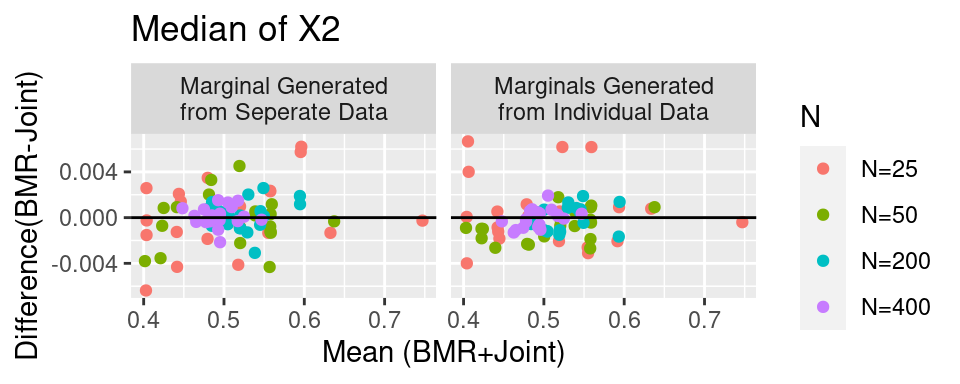 Median of X2
Marginal Generated
from Seperate Data
Marginals Generated
from Individual Data
Difference(BMR-Joint)
0.004
0.000
-0.004
0.4 0.5 0.6 0.7
0.4 0.5 0.6 0.7
Mean (BMR+Joint)
N
N=25
N=50
N=200
N=400